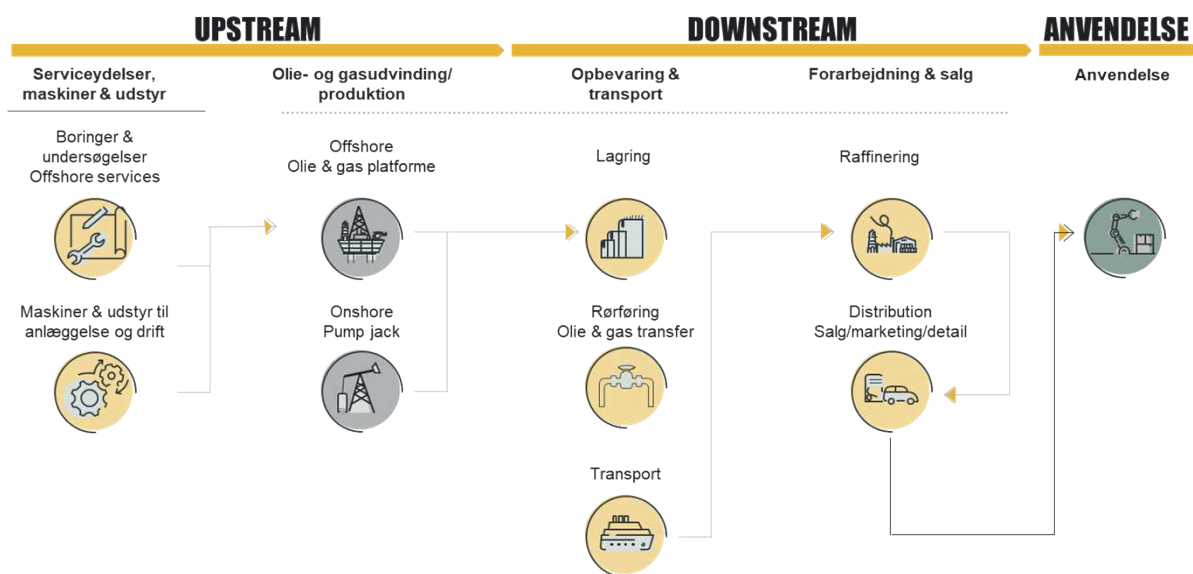 UPSTREAM
DOWNSTREAM
ANVENDELSE
Serviceydelser,
maskiner & udstyr
Olie- og gasudvinding/
produktion
Opbevaring &
transport
Forarbejdning & salg
Anvendelse
Boringer &
undersøgelser
Offshore services
Offshore
Olie & gas platforme
Lagring
Raffinering
Maskiner & udstyr til
anlæggelse og drift
Onshore
Pump jack
Rørføring
Olie & gas transfer
Distribution
Salg/marketing/detail
Transport